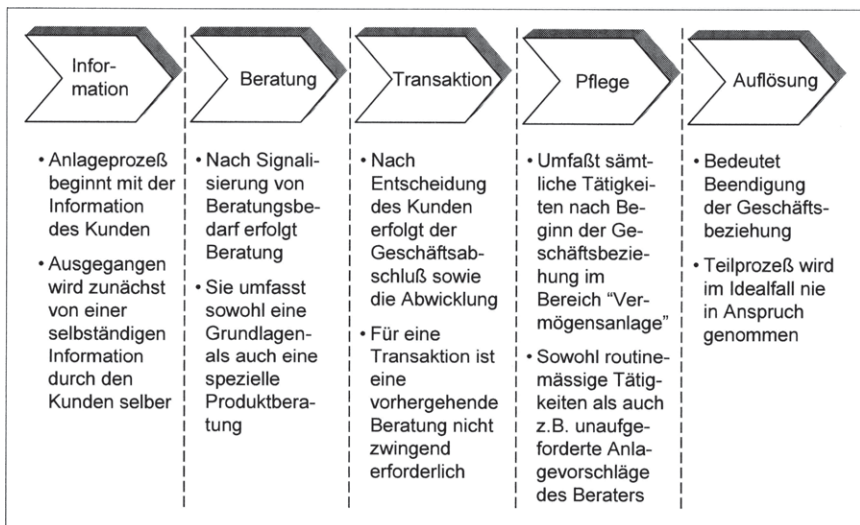 Infor-
mation
Beratung
Transaktion
Pflege
Auflösung
• Anlageprozeß
beginnt mit der
Information
des Kunden
• Ausgegangen
wird zunächst
von einer
selbständigen
Information
durch den
Kunden selber
• Nach Signali-
sierung von
Beratungsbe-
darf erfolgt
Beratung
• Sie umfasst
sowohl eine
Grundlagen-
als auch eine
spezielle
Produktbera-
tung
• Nach
Entscheidung
des Kunden
erfolgt der
Geschäftsab-
schluß sowie
die Abwicklung
• Für eine
Transaktion ist
eine
vorhergehende
Beratung nicht
zwingend
erforderlich
• Umfaßt sämt-
liche Tätigkei-
ten nach Be-
ginn der Ge-
schäftsbezie-
hung im
Bereich “Ver-
mögensanlage”
• Sowohl routine-
mässige Tätig-
keiten als auch
z.B. unaufge-
forderte Anla-
gevorschläge
des Beraters
• Bedeutet
Beendigung
der Geschäfts-
beziehung
• Teilprozeß wird
im Idealfall nie
in Anspruch
genommen